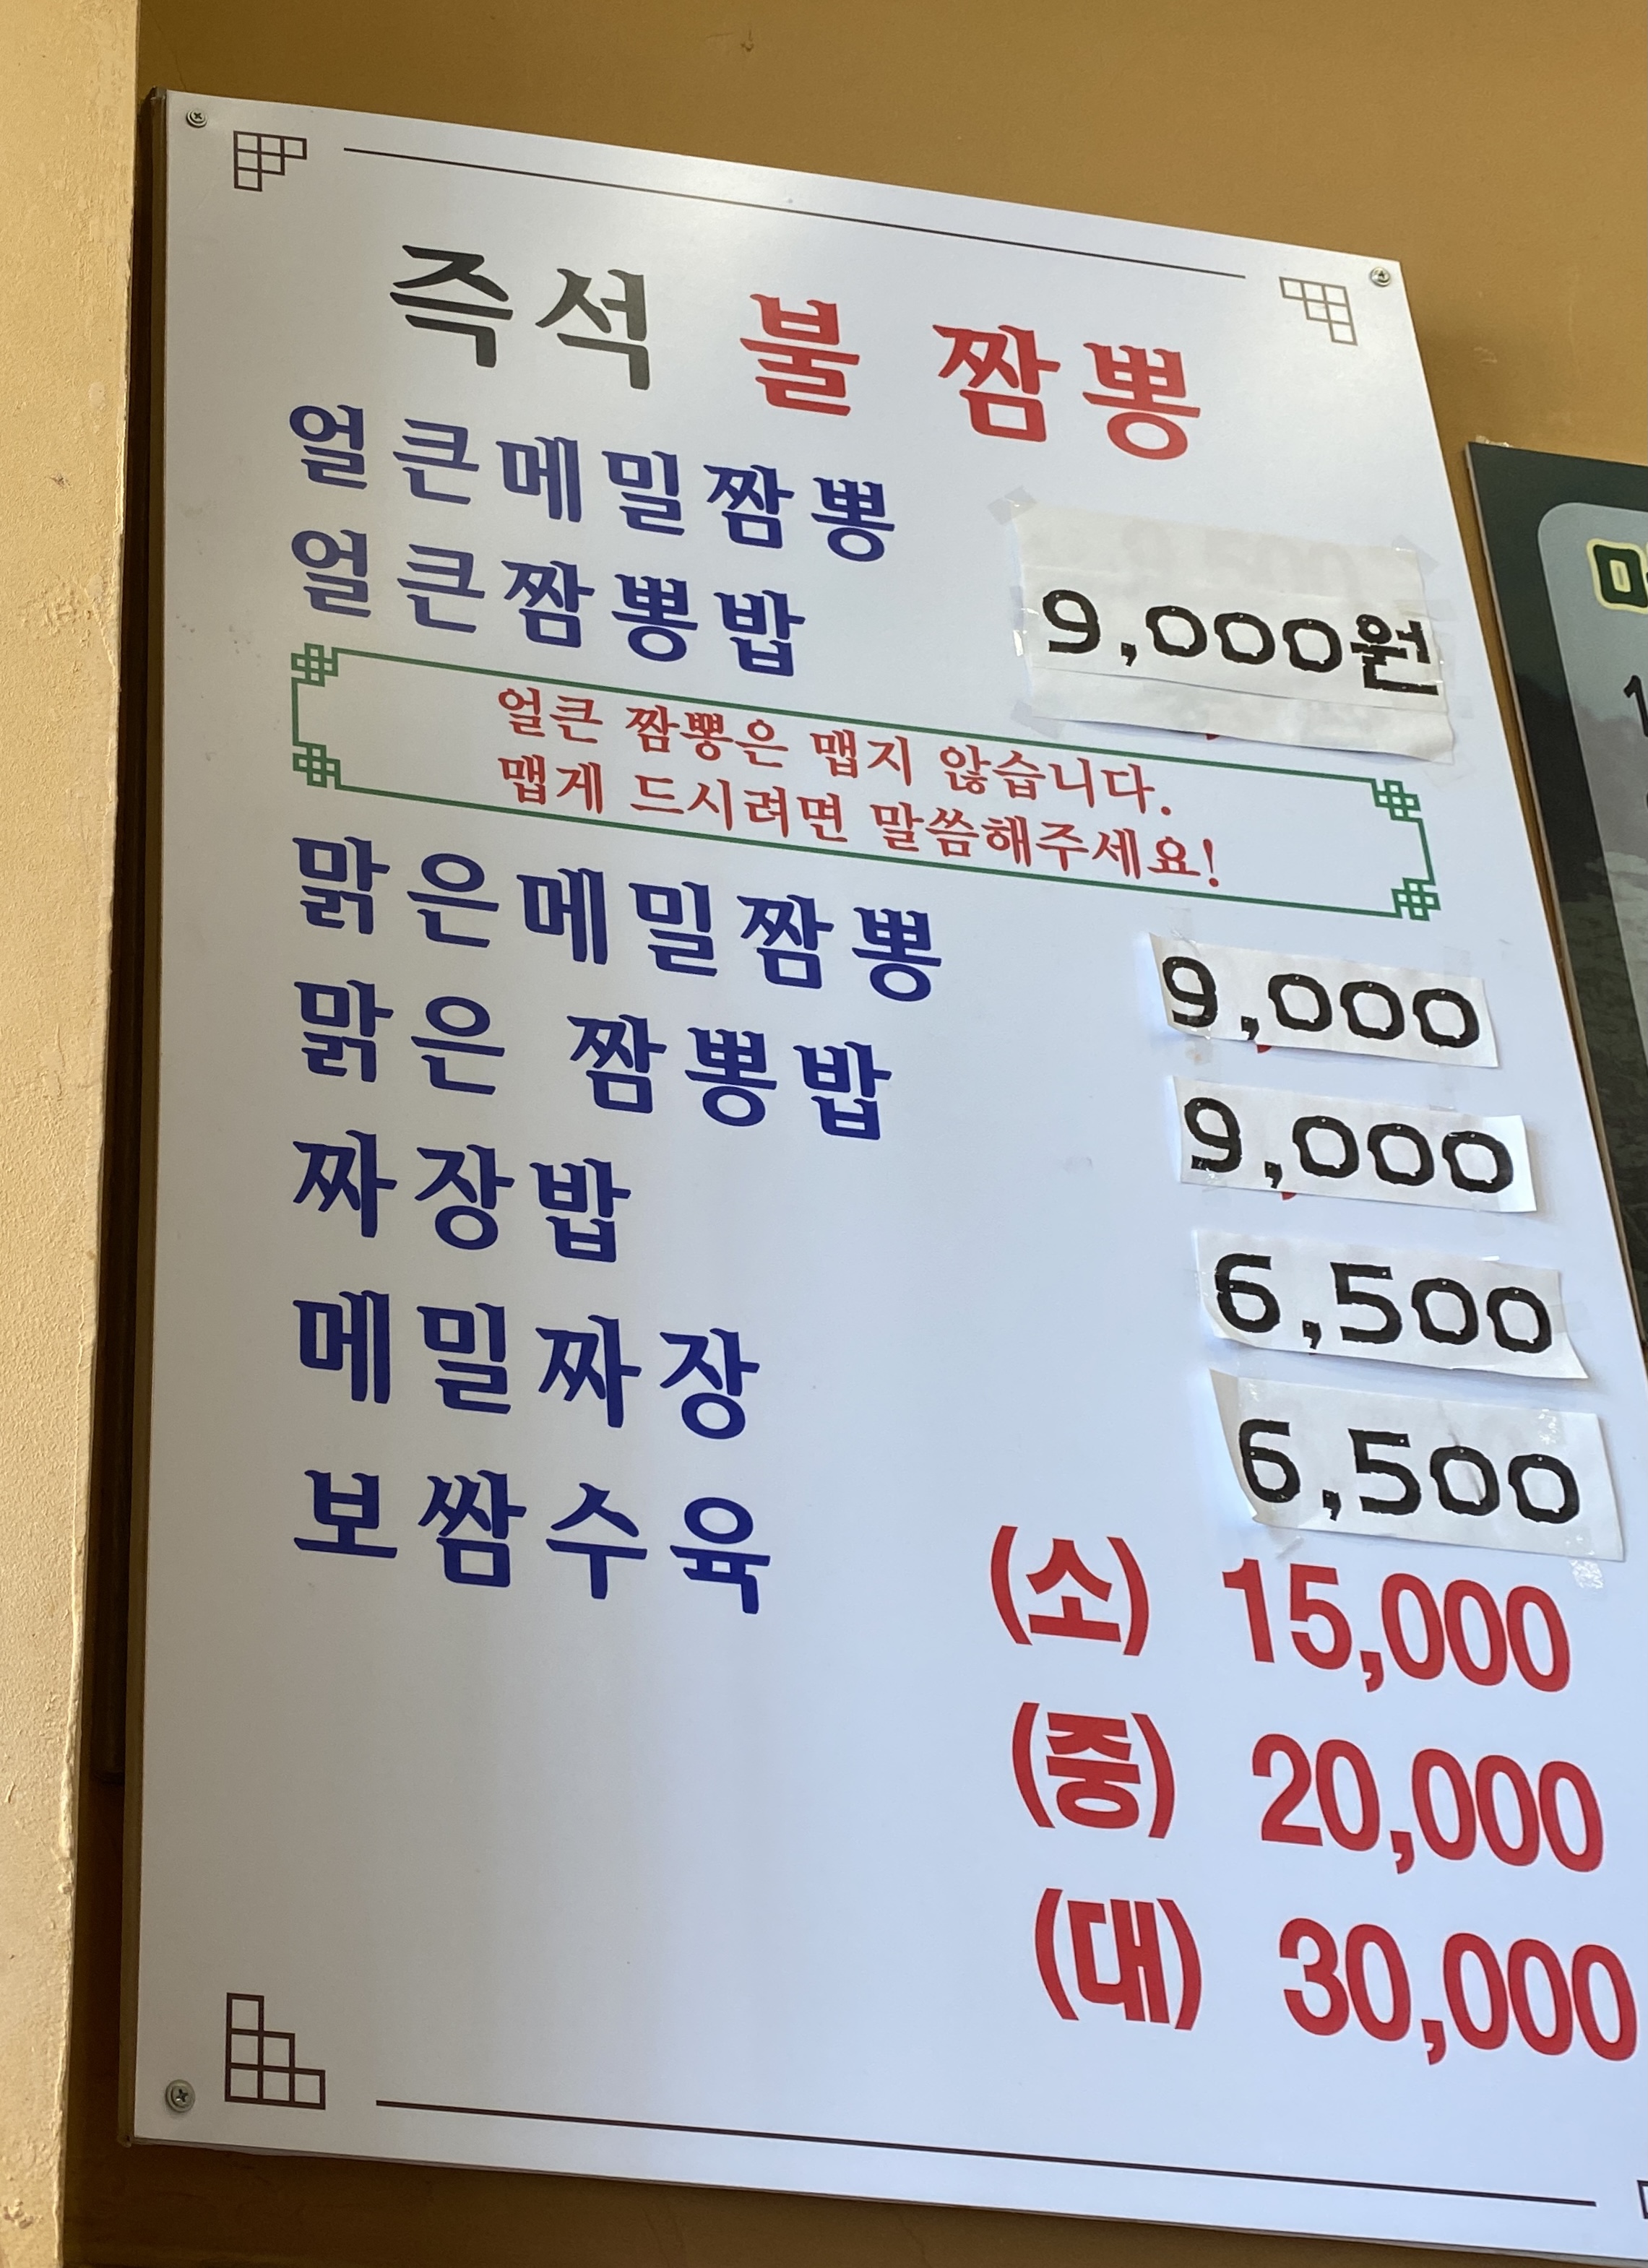 즉석 불 짬뽕
얼큰메밀짬뽕
얼큰짬뽕밥 9,000원
얼큰 짬뽕은 맵지 않습니다.
맵게 드시려면 말씀해주세요!
맑은메밀짬뽕 9,000
맑은 짬뽕밥 9,000
짜장밥 6,500
메밀짜장 6,500
보쌈수육 (소) 15,000
(중) 20,000
(대) 30,000